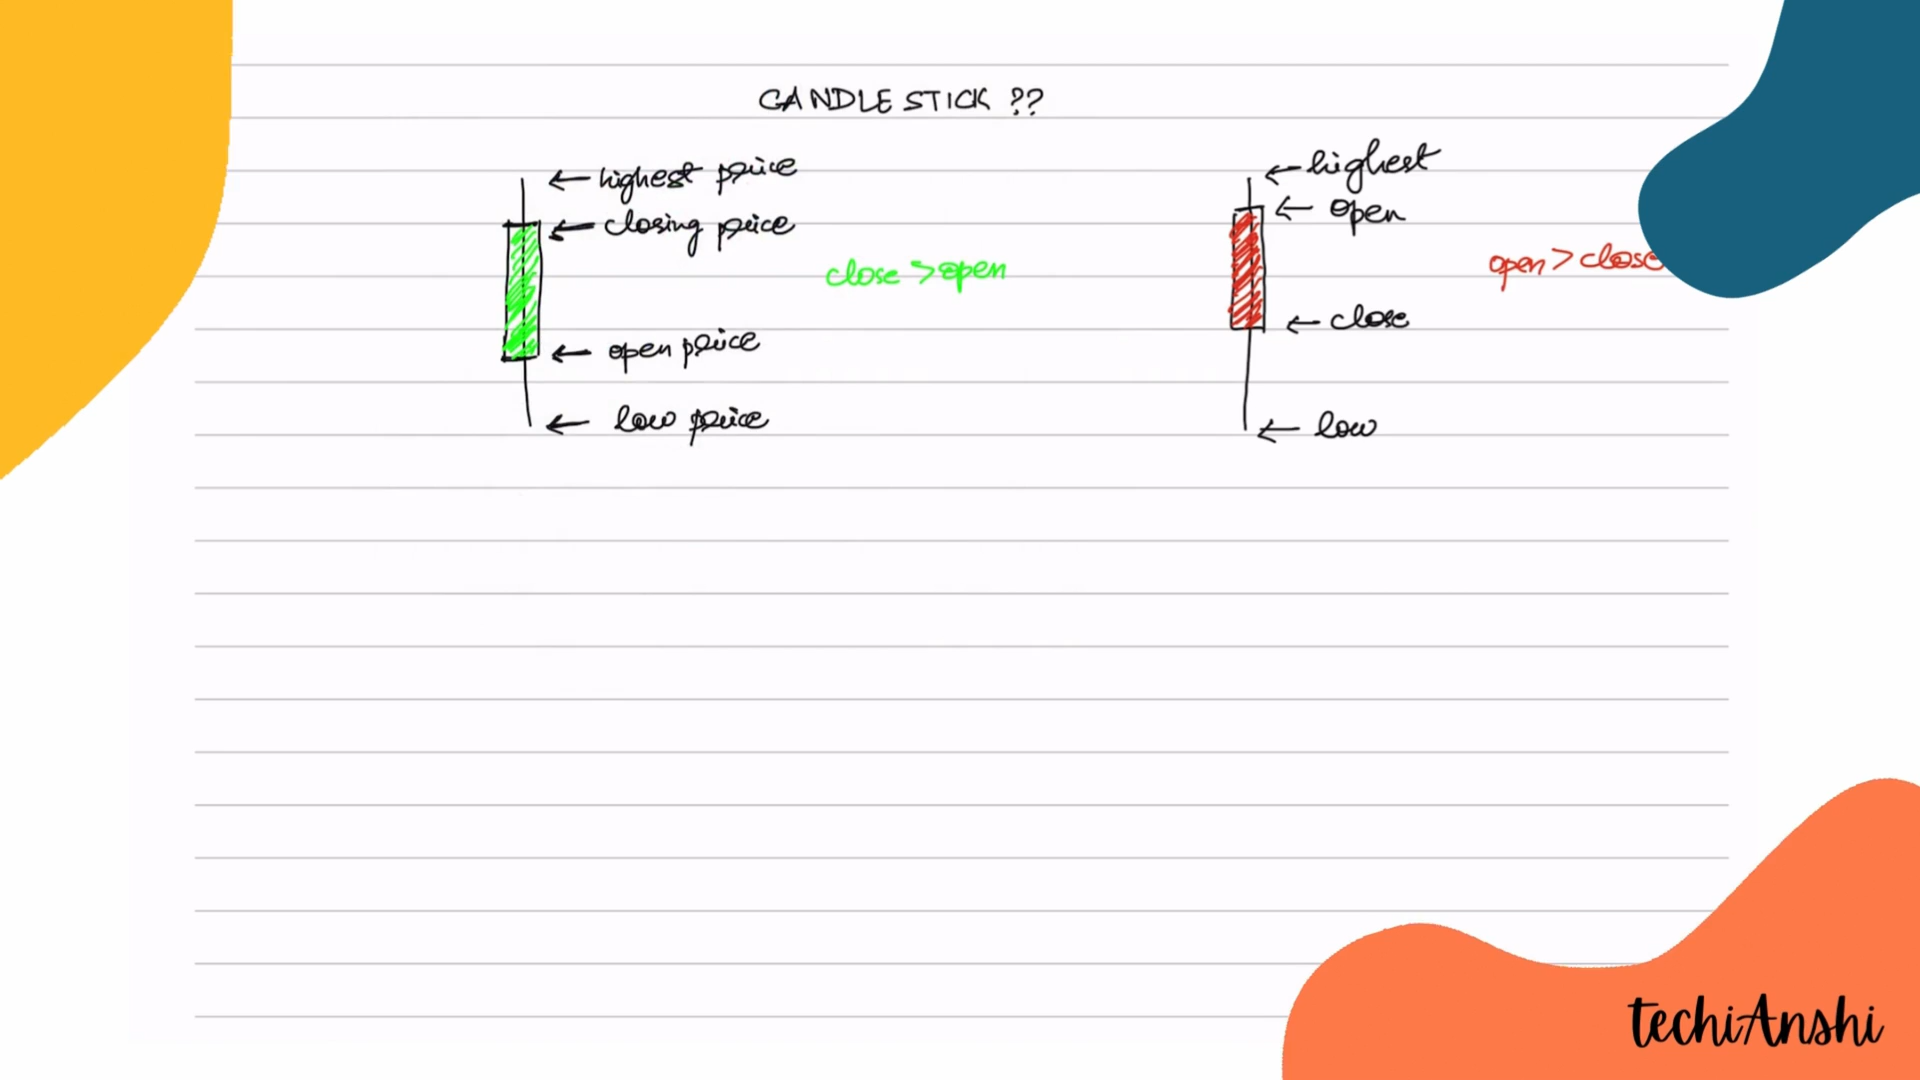 CANDLE STICK ??
← highest price
← closing price
close > open
← open price
← low price
← highest
← open
open > close
← close
← low
techiAnshi